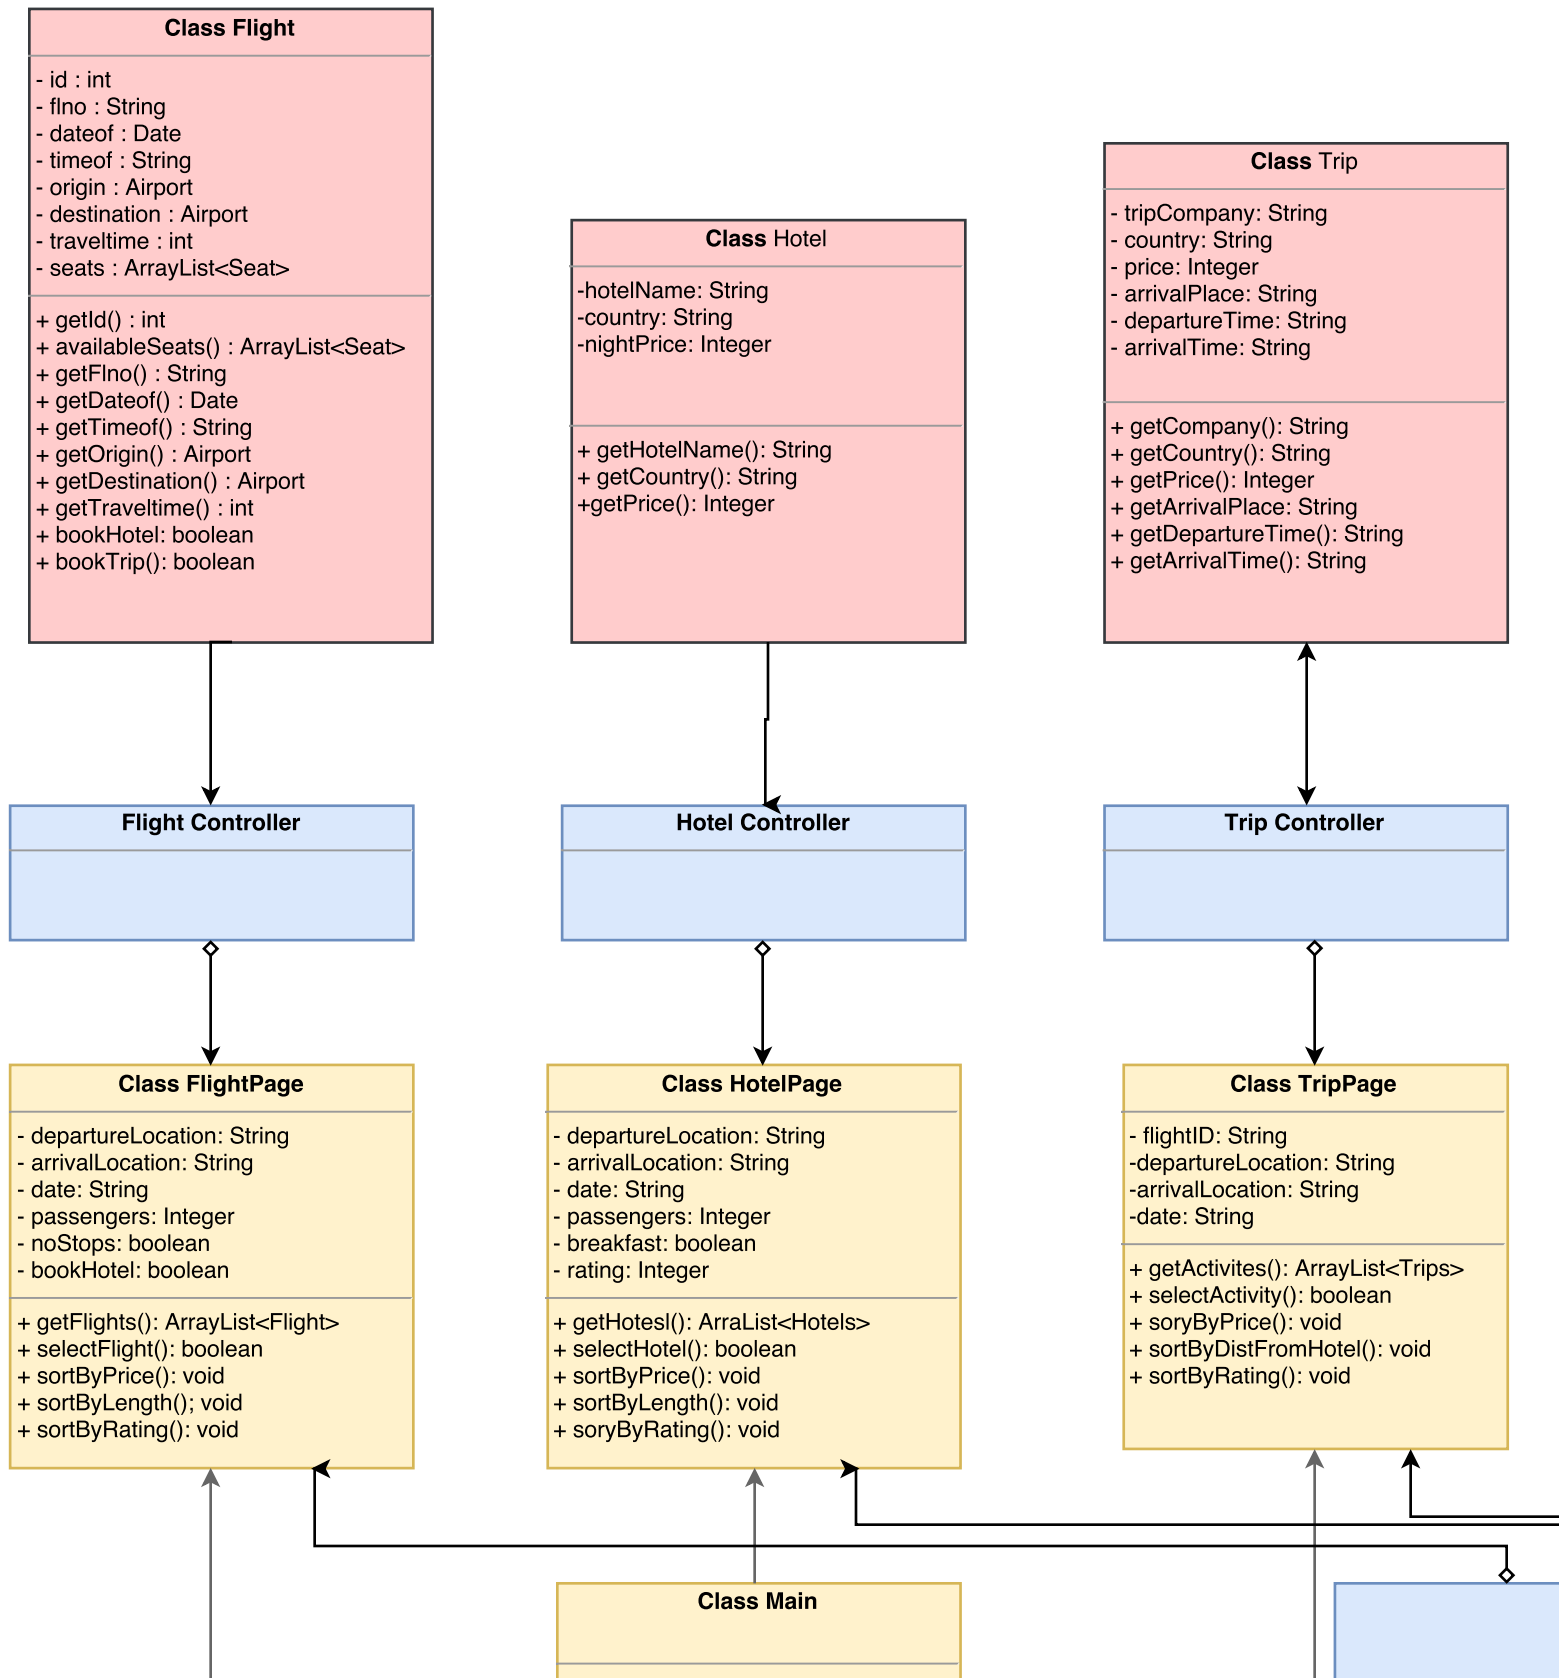 Class Flight
- id : int
- flno : String
- dateof : Date
- timeof : String
- origin : Airport
- destination : Airport
- traveltime : int
- seats : ArrayList<Seat>
+ getId() : int
+ availableSeats() : ArrayList<Seat>
+ getFlno() : String
+ getDateof() : Date
+ getTimeof() : String
+ getOrigin() : Airport
+ getDestination() : Airport
+ getTraveltime() : int
+ bookHotel: boolean
+ bookTrip(): boolean
Class Hotel
-hotelName: String
-country: String
-nightPrice: Integer
+ getHotelName(): String
+ getCountry(): String
+getPrice(): Integer
Class Trip
- tripCompany: String
- country: String
- price: Integer
- arrivalPlace: String
- departureTime: String
- arrivalTime: String
+ getCompany(): String
+ getCountry(): String
+ getPrice(): Integer
+ getArrivalPlace: String
+ getDepartureTime(): String
+ getArrivalTime(): String
Flight Controller
Hotel Controller
Trip Controller
Class FlightPage
- departureLocation: String
- arrivalLocation: String
- date: String
- passengers: Integer
- noStops: boolean
- bookHotel: boolean
+ getFlights(): ArrayList<Flight>
+ selectFlight(): boolean
+ sortByPrice(): void
+ sortByLength(); void
+ sortByRating(): void
Class HotelPage
- departureLocation: String
- arrivalLocation: String
- date: String
- passengers: Integer
- breakfast: boolean
- rating: Integer
+ getHotesl(): ArraList<Hotels>
+ selectHotel(): boolean
+ sortByPrice(): void
+ sortByLength(): void
+ soryByRating(): void
Class TripPage
- flightID: String
-departureLocation: String
-arrivalLocation: String
-date: String
+ getActivites(): ArrayList<Trips>
+ selectActivity(): boolean
+ soryByPrice(): void
+ sortByDistFromHotel(): void
+ sortByRating(): void
Class Main